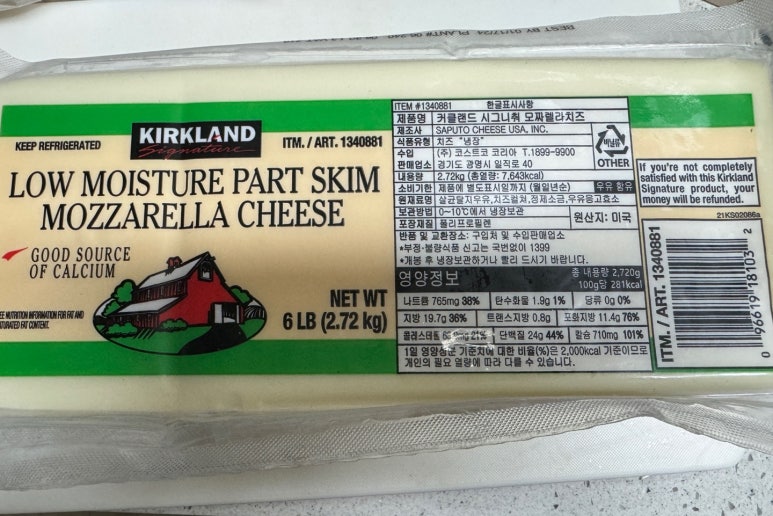 KEEP REFRIGERATED
KIRKLAND
Signature
ITM. / ART. 1340881
LOW MOISTURE PART SKIM
MOZZARELLA CHEESE
GOOD SOURCE
OF CALCIUM
SEE NUTRITION INFORMATION FOR FAT AND
SATURATED FAT CONTENT.
NET WT
6 LB (2.72 kg)
ITEM #1340881 한글표시사항
제품명 커클랜드 시그니춰 모짜렐라치즈
제조사 SAPUTO CHEESE USA, INC.
식품유형 치즈 "냉장"
수입 (주) 코스트코 코리아 T.1899-9900
판매업소 경기도 광명시 일직로 40
내용량 2.72kg (총열량: 7,643kcal)
소비기한 제품에 별도표시일까지 (월일년순) 우유 함유
원재료명 살균탈지우유,치즈컬쳐,정제소금,우유응고효소
보관방법 0~10℃에서 냉장보관
포장재질 폴리프로필렌
원산지: 미국
반품 및 교환장소: 구입처 및 수입판매업소
*부정·불량식품 신고는 국번없이 1399
*개봉 후 냉장보관하거나 빨리 드시기 바랍니다.
영양정보
총 내용량 2,720g
100g당 281kcal
나트륨 765mg 38% 탄수화물 1.9g 1% 당류 0g 0%
지방 19.7g 36% 트랜스지방 0.8g 포화지방 11.4g 76%
콜레스테롤 21% 단백질 24g 44% 칼슘 710mg 101%
1일 영양성분 기준치에 대한 비율(%)은 2,000kcal 기준이므로
개인의 필요 열량에 따라 다를 수 있습니다.
OTHER
If you're not completely
satisfied with this Kirkland
Signature product, your
money will be refunded.
21KS02086a
ITM. / ART. 1340881
0 96619 18103 2